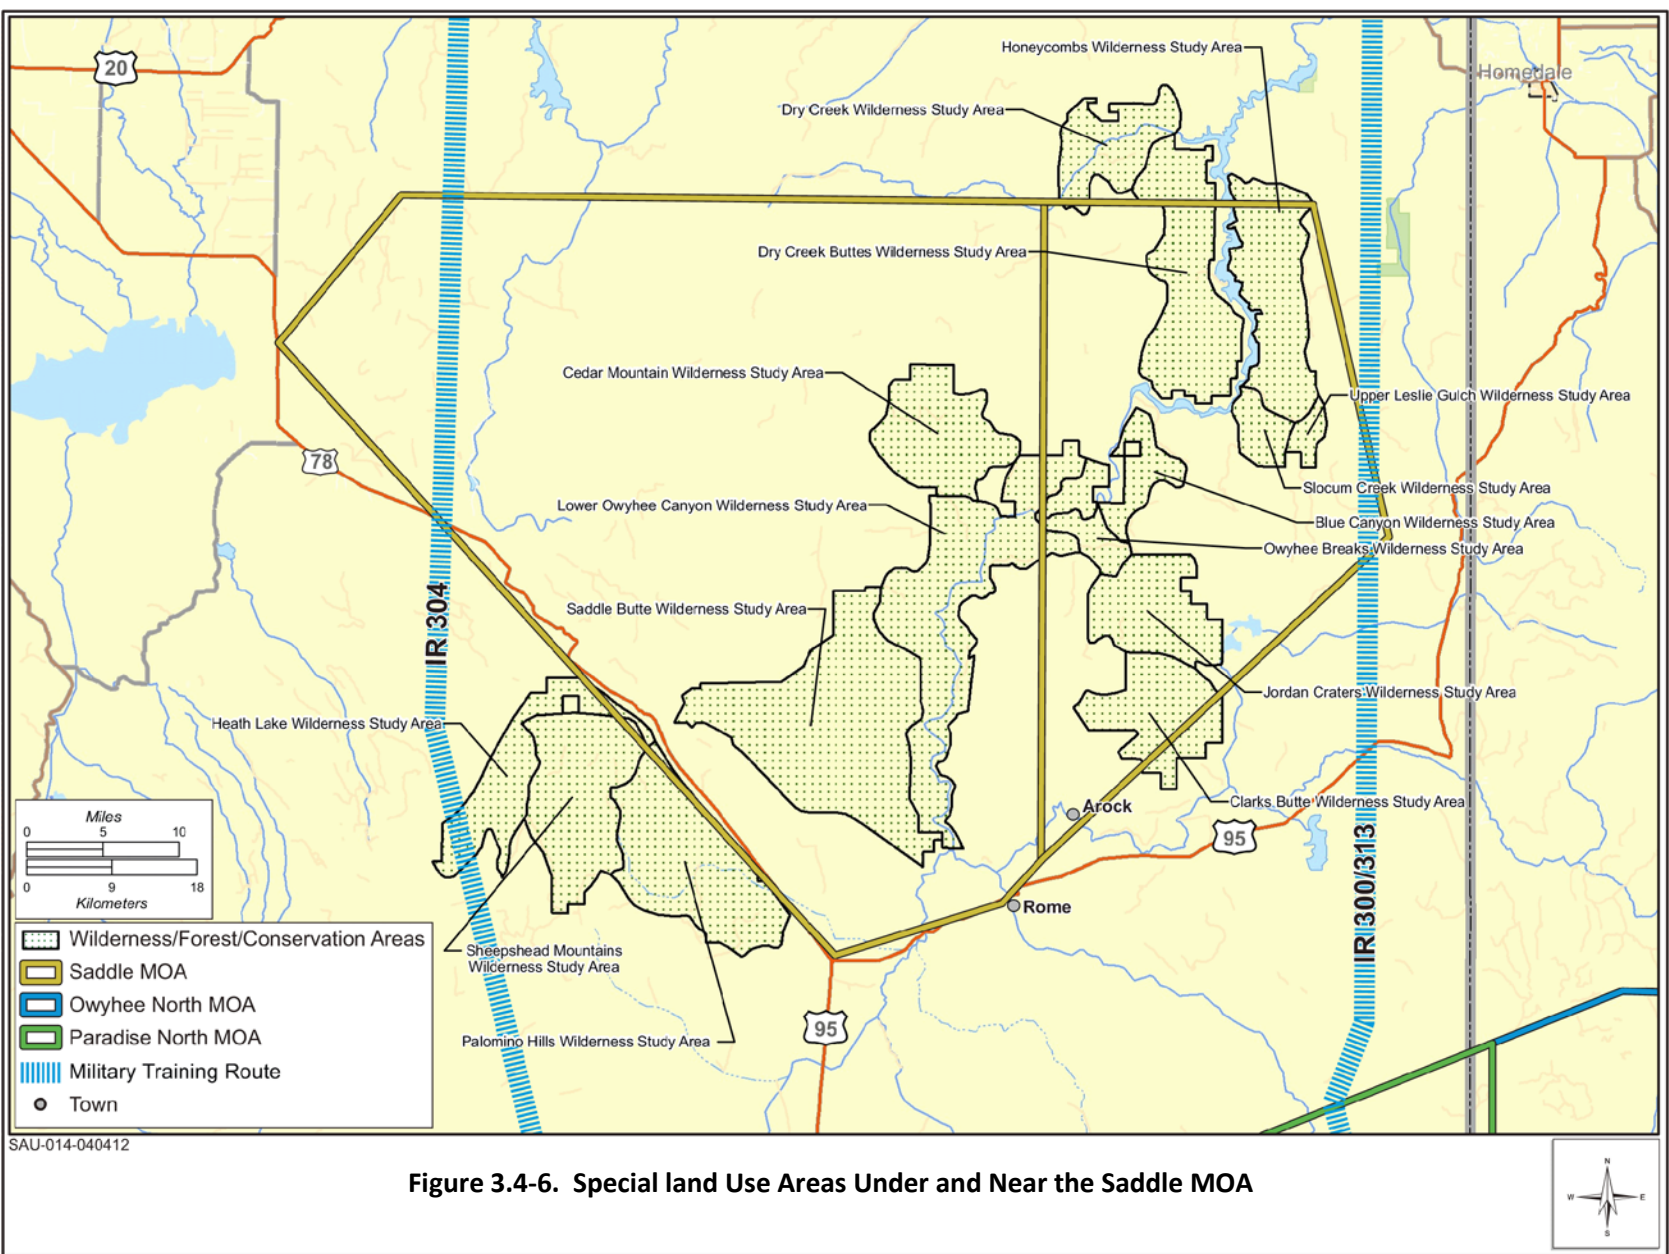 Honeycombs Wilderness Study Area
20
Homedale
Dry Creek Wilderness Study Area
Dry Creek Buttes Wilderness Study Area
Cedar Mountain Wilderness Study Area
Upper Leslie Gulch Wilderness Study Area
78
Slocum Creek Wilderness Study Area
Lower Owyhee Canyon Wilderness Study Area
Blue Canyon Wilderness Study Area
Owyhee Breaks Wilderness Study Area
IR 304
Saddle Butte Wilderness Study Area
Jordan Craters Wilderness Study Area
Heath Lake Wilderness Study Area
Clarks Butte Wilderness Study Area
Arock
95
IR 300/313
Rome
Sheepshead Mountains
Wilderness Study Area
95
Palomino Hills Wilderness Study Area
Miles
0 5 10
0 9 18
Kilometers
Wilderness/Forest/Conservation Areas
Saddle MOA
Owyhee North MOA
Paradise North MOA
Military Training Route
Town
SAU-014-040412
Figure 3.4-6. Special land Use Areas Under and Near the Saddle MOA
N
W E
S